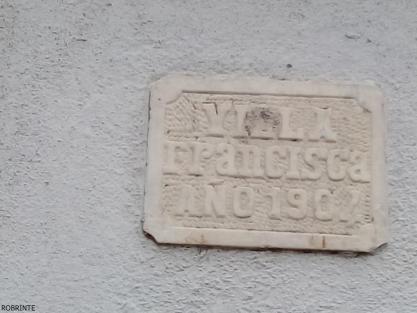 VILLA
Francisca
AÑO 1907
ROBRINTE